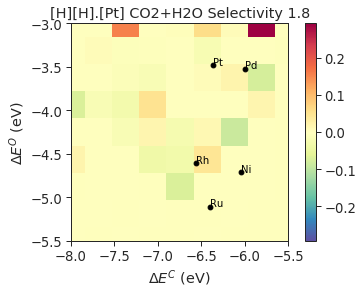 [H][H].[Pt] CO2+H2O Selectivity 1.8
−3.0
−3.5
−4.0
−4.5
−5.0
−5.5
ΔE^O (eV)
Pt
Pd
Rh
Ni
Ru
−8.0 −7.5 −7.0 −6.5 −6.0 −5.5
ΔE^C (eV)
0.2
0.1
0.0
−0.1
−0.2